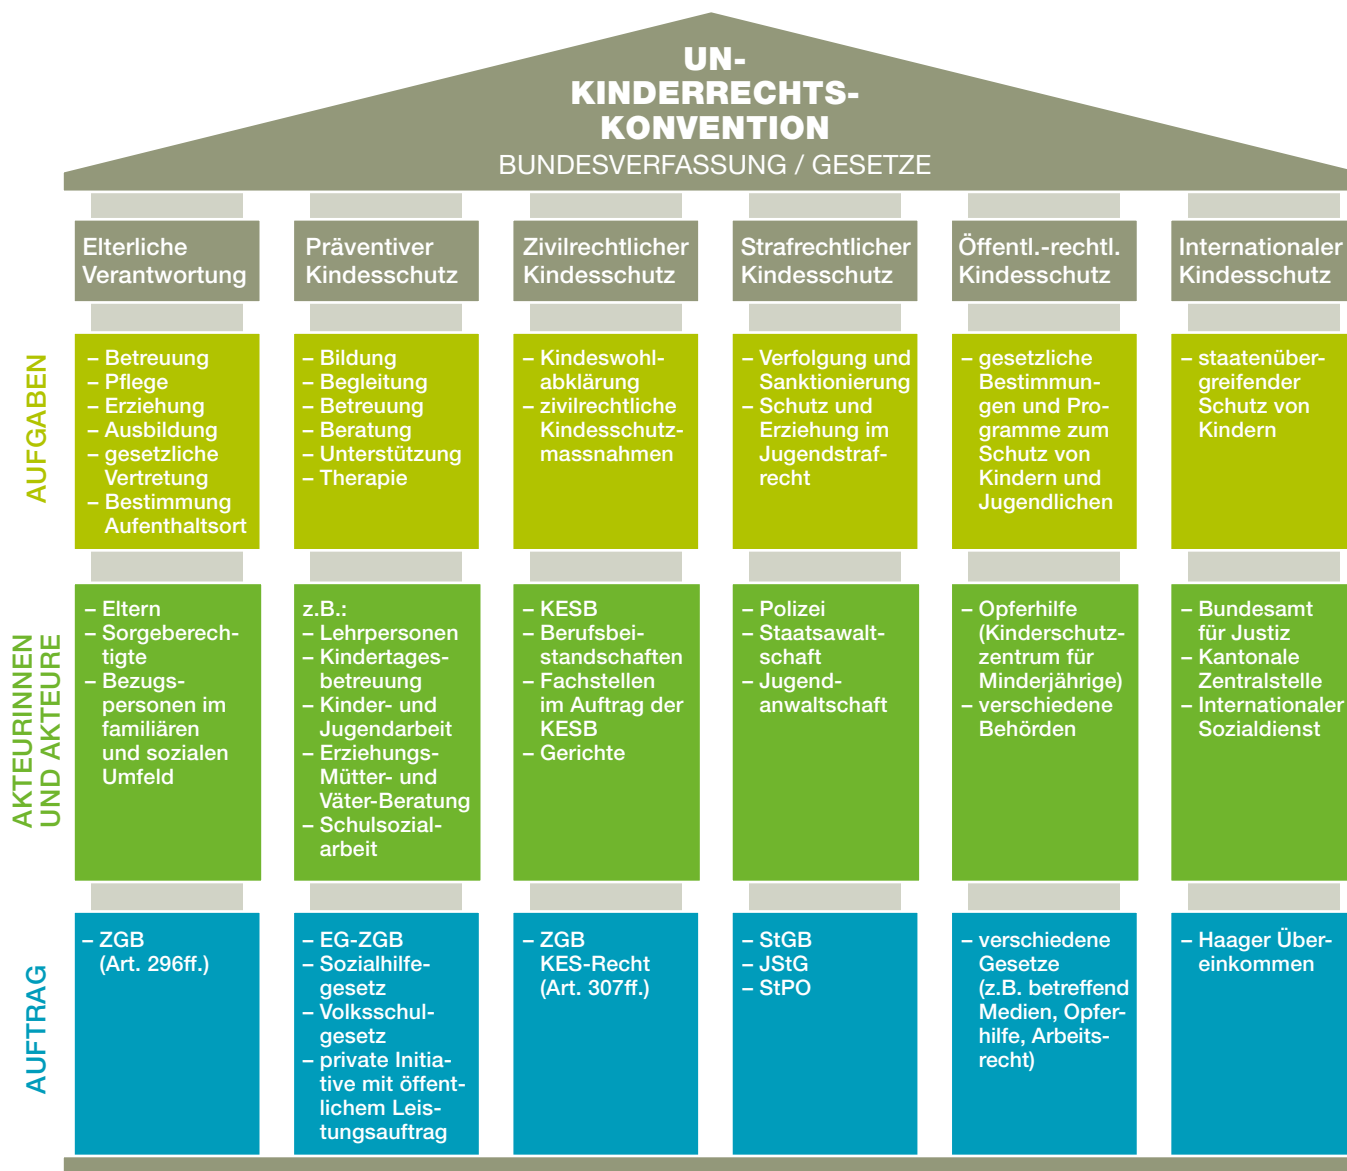 UN-
KINDERRECHTS-
KONVENTION
BUNDESVERFASSUNG / GESETZE
Elterliche
Verantwortung
Präventiver
Kindesschutz
Zivilrechtlicher
Kindesschutz
Strafrechtlicher
Kindesschutz
Öffentl.-rechtl.
Kindesschutz
Internationaler
Kindesschutz
AUFGABEN
– Betreuung
– Pflege
– Erziehung
– Ausbildung
– gesetzliche
Vertretung
– Bestimmung
Aufenthaltsort
– Bildung
– Begleitung
– Betreuung
– Beratung
– Unterstützung
– Therapie
– Kindeswohl-
abklärung
– zivilrechtliche
Kindesschutz-
massnahmen
– Verfolgung und
Sanktionierung
– Schutz und
Erziehung im
Jugendstraf-
recht
– gesetzliche
Bestimmun-
gen und Pro-
gramme zum
Schutz von
Kindern und
Jugendlichen
– staatenüber-
greifender
Schutz von
Kindern
AKTEURINNEN
UND AKTEURE
– Eltern
– Sorgeberech-
tigte
– Bezugs-
personen im
familiären
und sozialen
Umfeld
z.B.:
– Lehrpersonen
– Kindertages-
betreuung
– Kinder- und
Jugendarbeit
– Erziehungs-
Mütter- und
Väter-Beratung
– Schulsozial-
arbeit
– KESB
– Berufsbei-
standschaften
– Fachstellen
im Auftrag der
KESB
– Gerichte
– Polizei
– Staatsawalt-
schaft
– Jugend-
anwaltschaft
– Opferhilfe
(Kinderschutz-
zentrum für
Minderjährige)
– verschiedene
Behörden
– Bundesamt
für Justiz
– Kantonale
Zentralstelle
– Internationaler
Sozialdienst
AUFTRAG
– ZGB
(Art. 296ff.)
– EG-ZGB
– Sozialhilfe-
gesetz
– Volksschul-
gesetz
– private Initia-
tive mit öffent-
lichem Leis-
tungsauftrag
– ZGB
KES-Recht
(Art. 307ff.)
– StGB
– JStG
– StPO
– verschiedene
Gesetze
(z.B. betreffend
Medien, Opfer-
hilfe, Arbeits-
recht)
– Haager Über-
einkommen